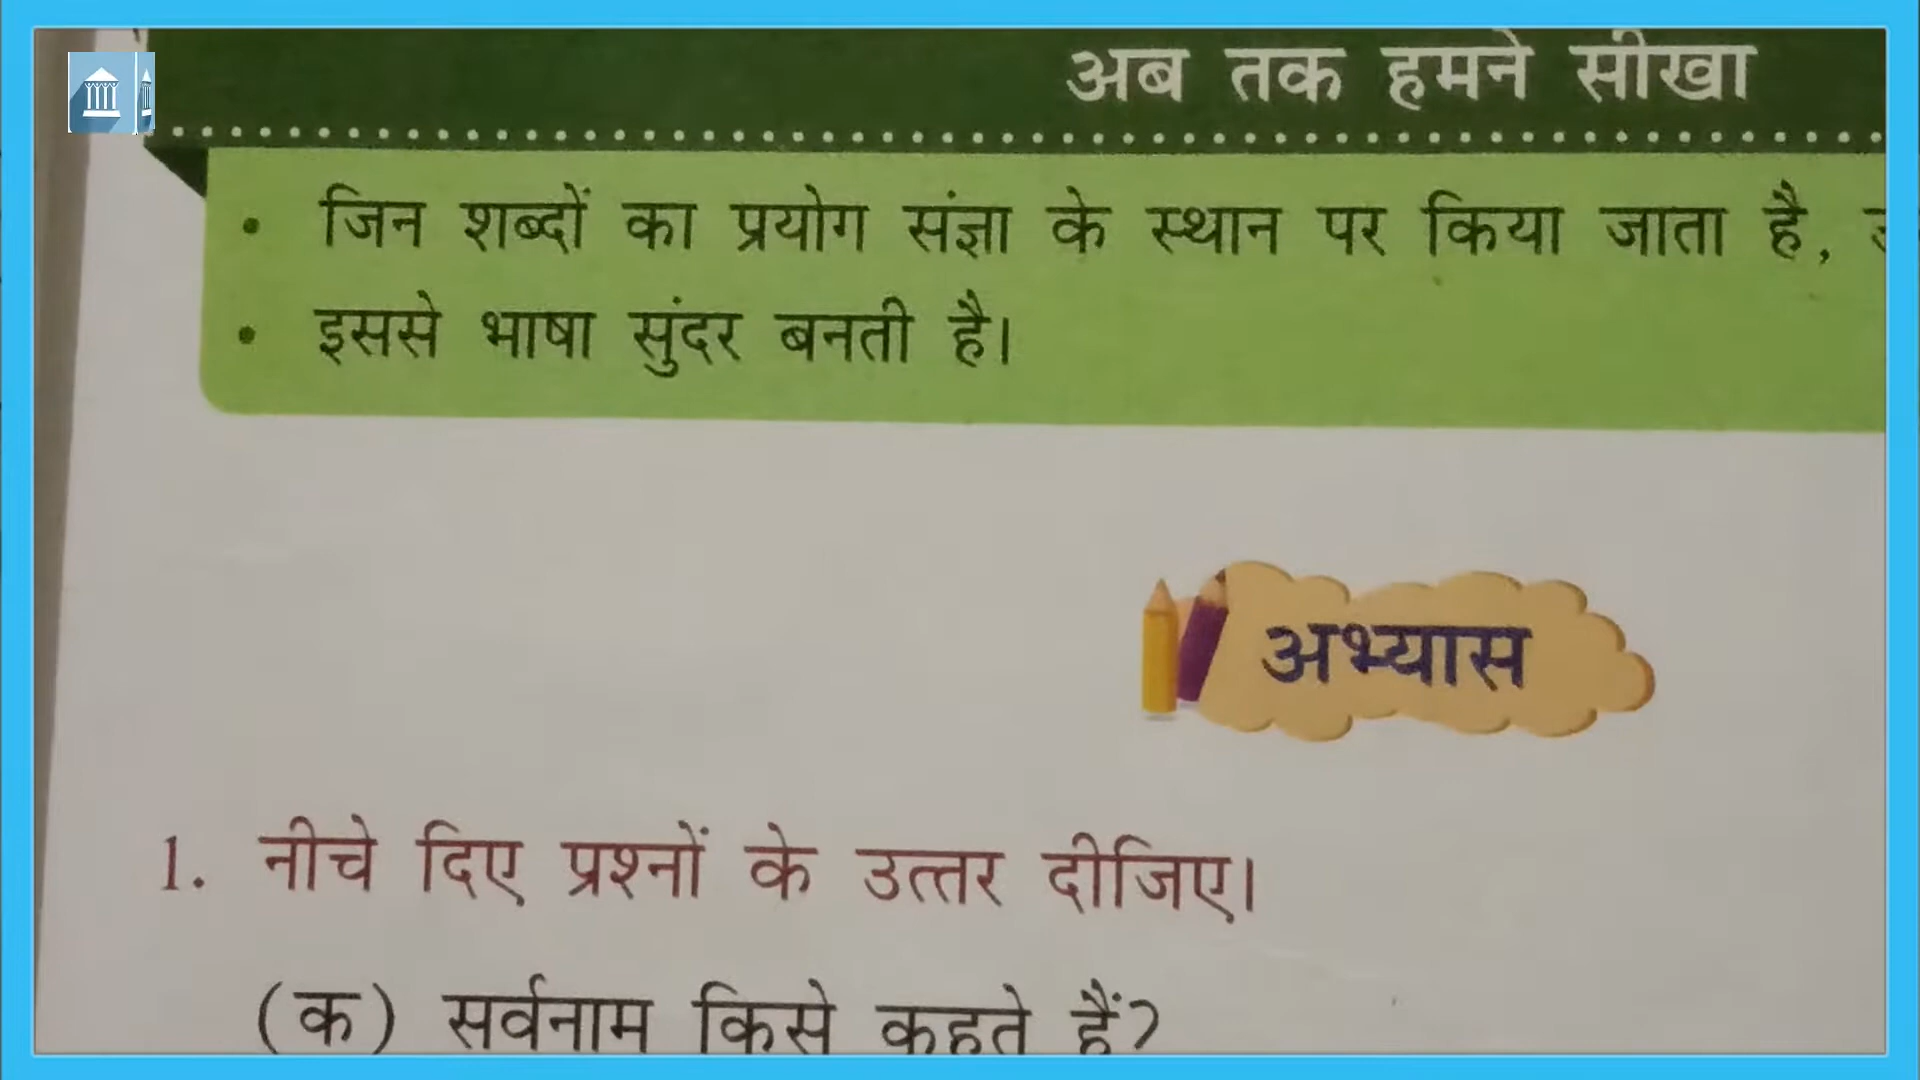 अब तक हमने सीखा
• जिन शब्दों का प्रयोग संज्ञा के स्थान पर किया जाता है,
• इससे भाषा सुंदर बनती है।
अभ्यास
1. नीचे दिए प्रश्नों के उत्तर दीजिए।
(क) सर्वनाम किसे कहते हैं?